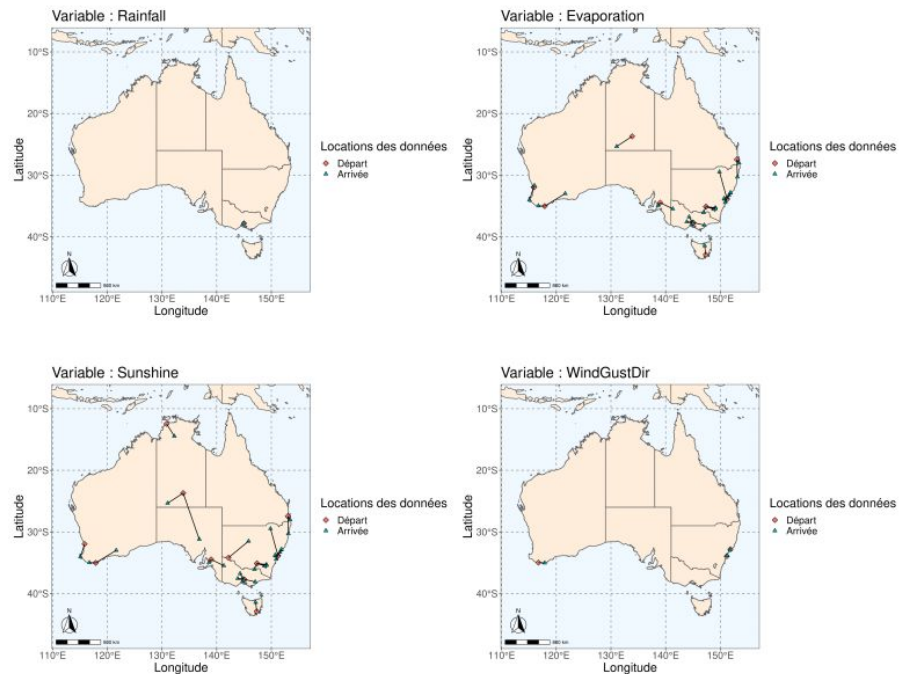 Variable : Rainfall
10°S
20°S
30°S
40°S
Latitude
N
110°E 120°E 130°E 140°E 150°E
Longitude
Locations des données
Départ
Arrivée
Variable : Evaporation
10°S
20°S
30°S
40°S
Latitude
N
110°E 120°E 130°E 140°E 150°E
Longitude
Locations des données
Départ
Arrivée
Variable : Sunshine
10°S
20°S
30°S
40°S
Latitude
N
110°E 120°E 130°E 140°E 150°E
Longitude
Locations des données
Départ
Arrivée
Variable : WindGustDir
10°S
20°S
30°S
40°S
Latitude
N
110°E 120°E 130°E 140°E 150°E
Longitude
Locations des données
Départ
Arrivée